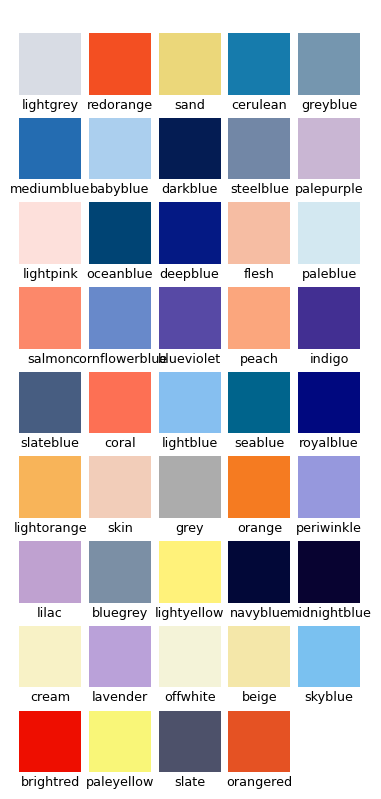 lightgrey redorange sand cerulean greyblue
mediumblue babyblue darkblue steelblue palepurple
lightpink oceanblue deepblue flesh paleblue
salmon cornflowerblue blueviolet peach indigo
slateblue coral lightblue seablue royalblue
lightorange skin grey orange periwinkle
lilac bluegrey lightyellow navyblue midnightblue
cream lavender offwhite beige skyblue
brightred paleyellow slate orangered